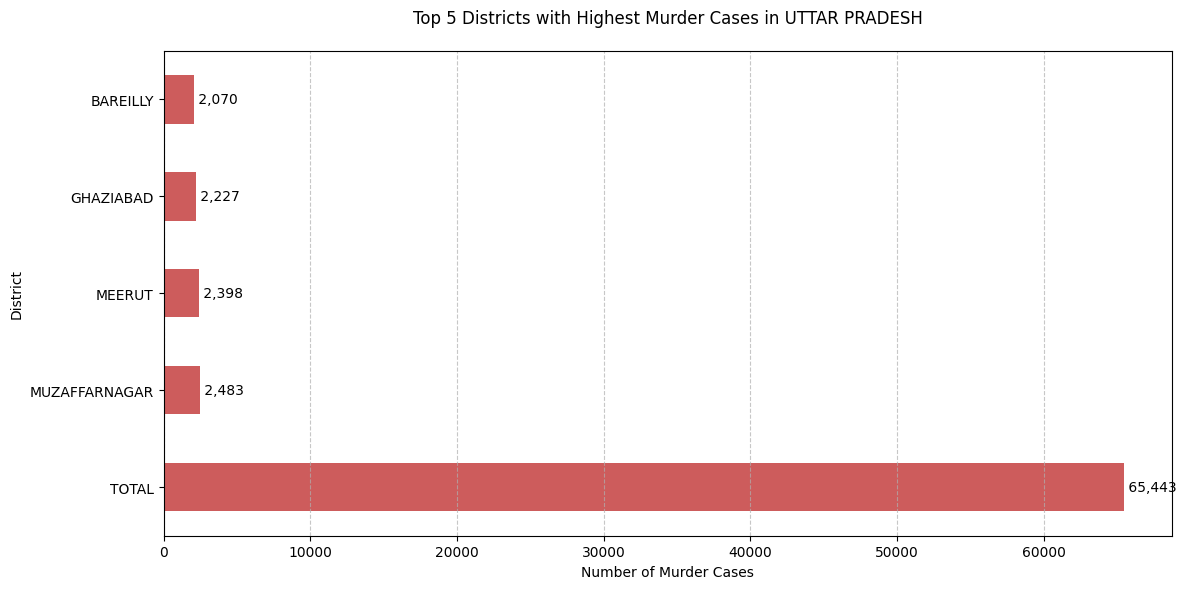 Top 5 Districts with Highest Murder Cases in UTTAR PRADESH
District
BAREILLY 2,070
GHAZIABAD 2,227
MEERUT 2,398
MUZAFFARNAGAR 2,483
TOTAL 65,443
0 10000 20000 30000 40000 50000 60000
Number of Murder Cases